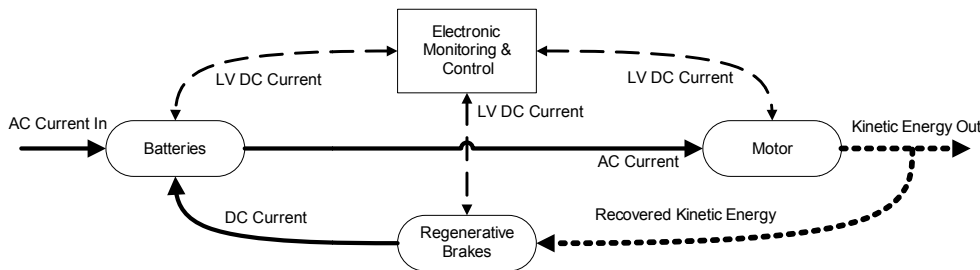 Electronic
Monitoring &
Control
LV DC Current
LV DC Current
LV DC Current
AC Current In
Batteries
AC Current
Motor
Kinetic Energy Out
DC Current
Regenerative
Brakes
Recovered Kinetic Energy